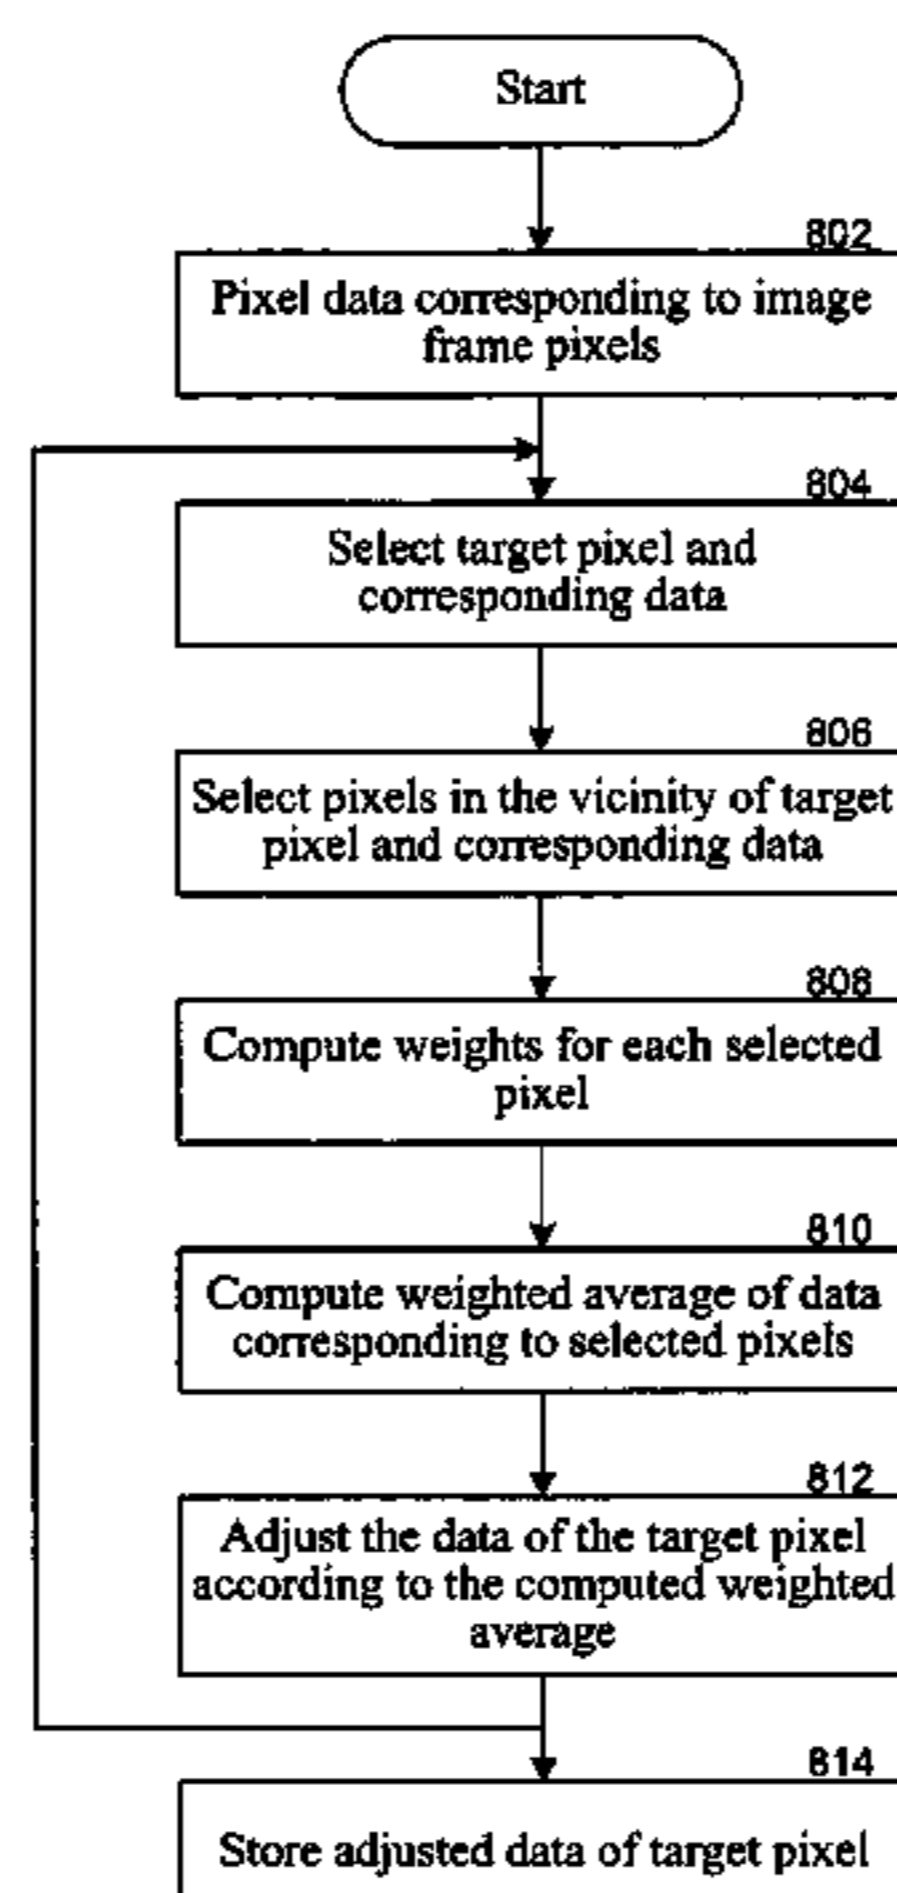 Start
802
Pixel data corresponding to image
frame pixels
804
Select target pixel and
corresponding data
806
Select pixels in the vicinity of target
pixel and corresponding data
808
Compute weights for each selected
pixel
810
Compute weighted average of data
corresponding to selected pixels
812
Adjust the data of the target pixel
according to the computed weighted
average
814
Store adjusted data of target pixel